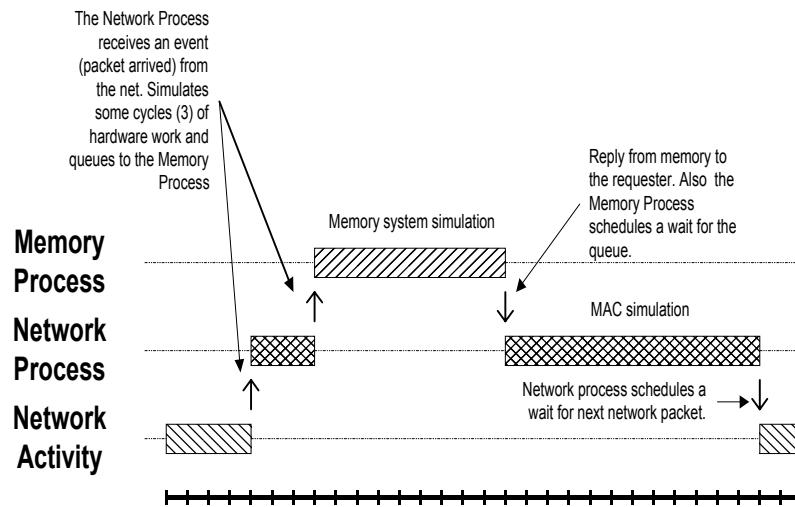 The Network Process
receives an event
(packet arrived) from
the net. Simulates
some cycles (3) of
hardware work and
queues to the Memory
Process
Reply from memory to
the requester. Also the
Memory Process
schedules a wait for the
queue.
Memory system simulation
Memory
Process
MAC simulation
Network
Process
Network process schedules a
wait for next network packet.
Network
Activity